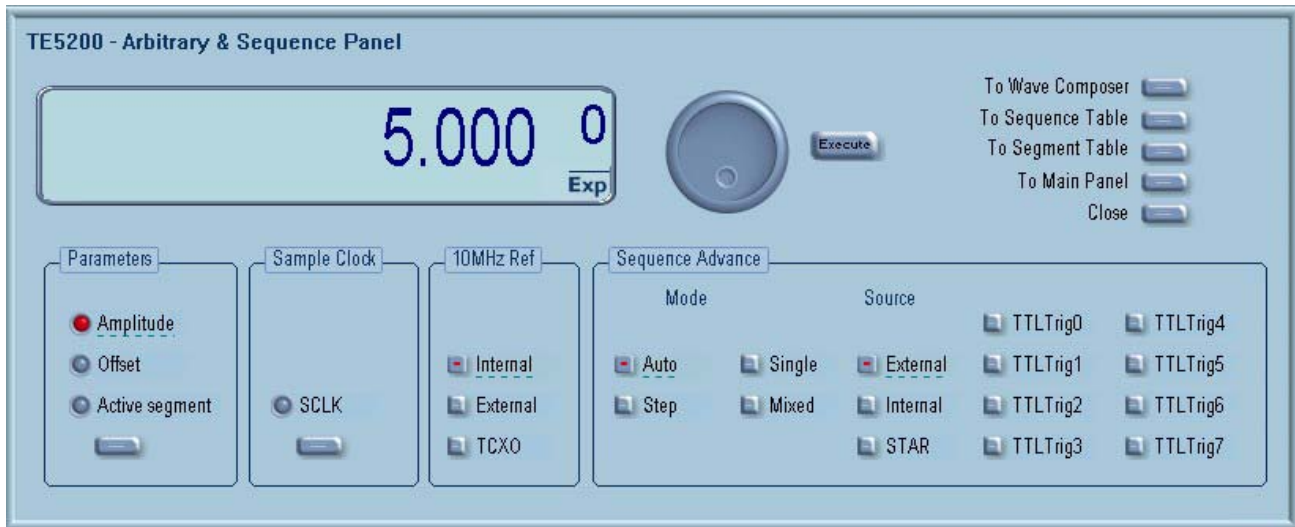 TE5200 - Arbitrary & Sequence Panel
5.000 0
Exp
Execute
To Wave Composer
To Sequence Table
To Segment Table
To Main Panel
Close
Parameters
Amplitude
Offset
Active segment
Sample Clock
SCLK
10MHz Ref
Internal
External
TCXO
Sequence Advance
Mode
Auto
Single
Step
Mixed
Source
External
Internal
STAR
TTLTrig0
TTLTrig1
TTLTrig2
TTLTrig3
TTLTrig4
TTLTrig5
TTLTrig6
TTLTrig7